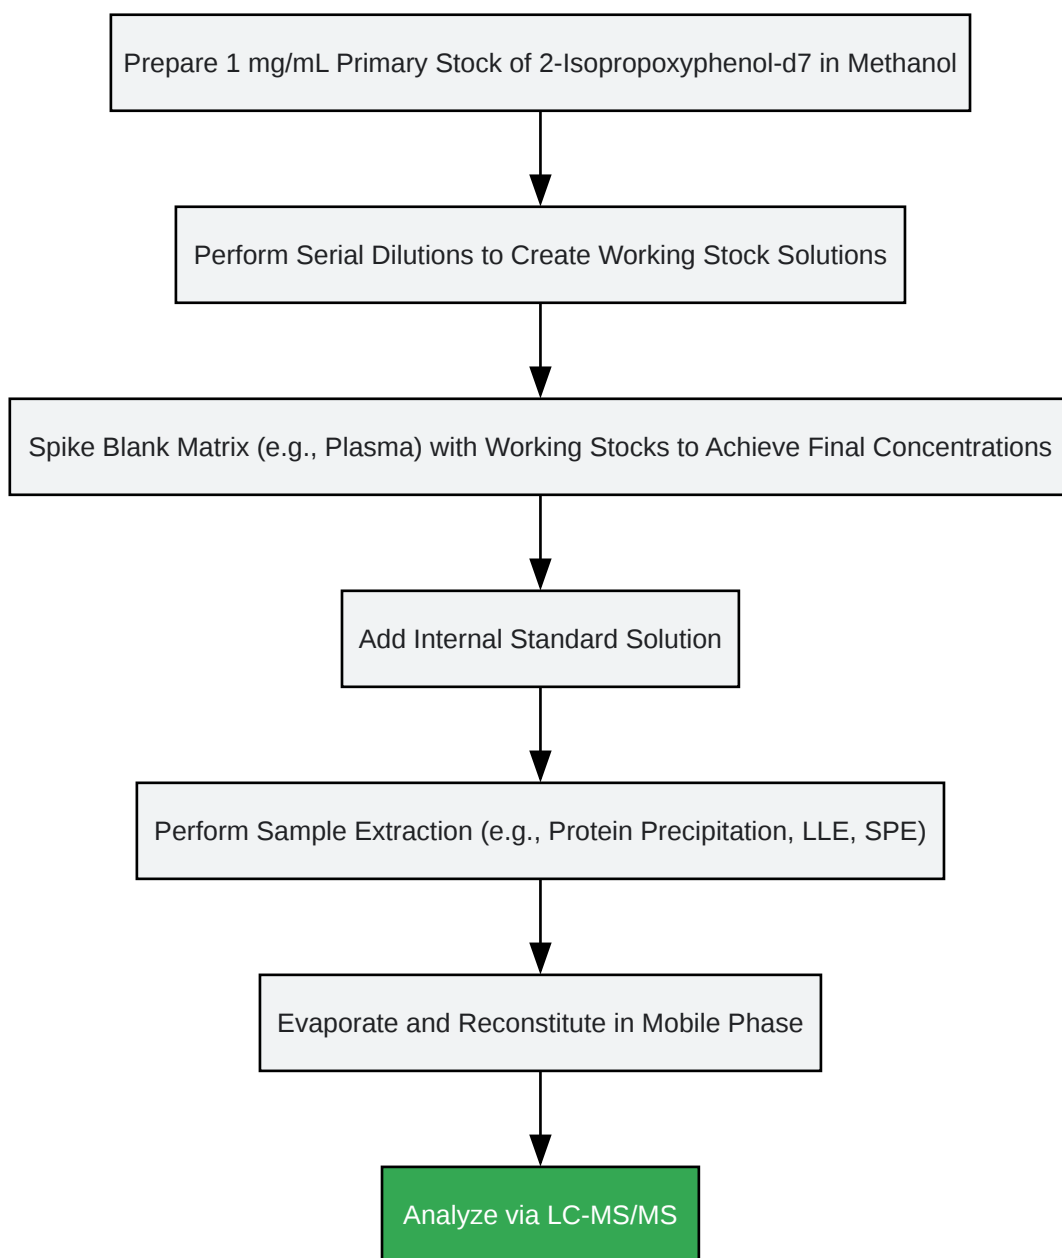 Prepare 1 mg/mL Primary Stock of 2-Isopropoxyphenol-d7 in Methanol
Perform Serial Dilutions to Create Working Stock Solutions
Spike Blank Matrix (e.g., Plasma) with Working Stocks to Achieve Final Concentrations
Add Internal Standard Solution
Perform Sample Extraction (e.g., Protein Precipitation, LLE, SPE)
Evaporate and Reconstitute in Mobile Phase
Analyze via LC-MS/MS